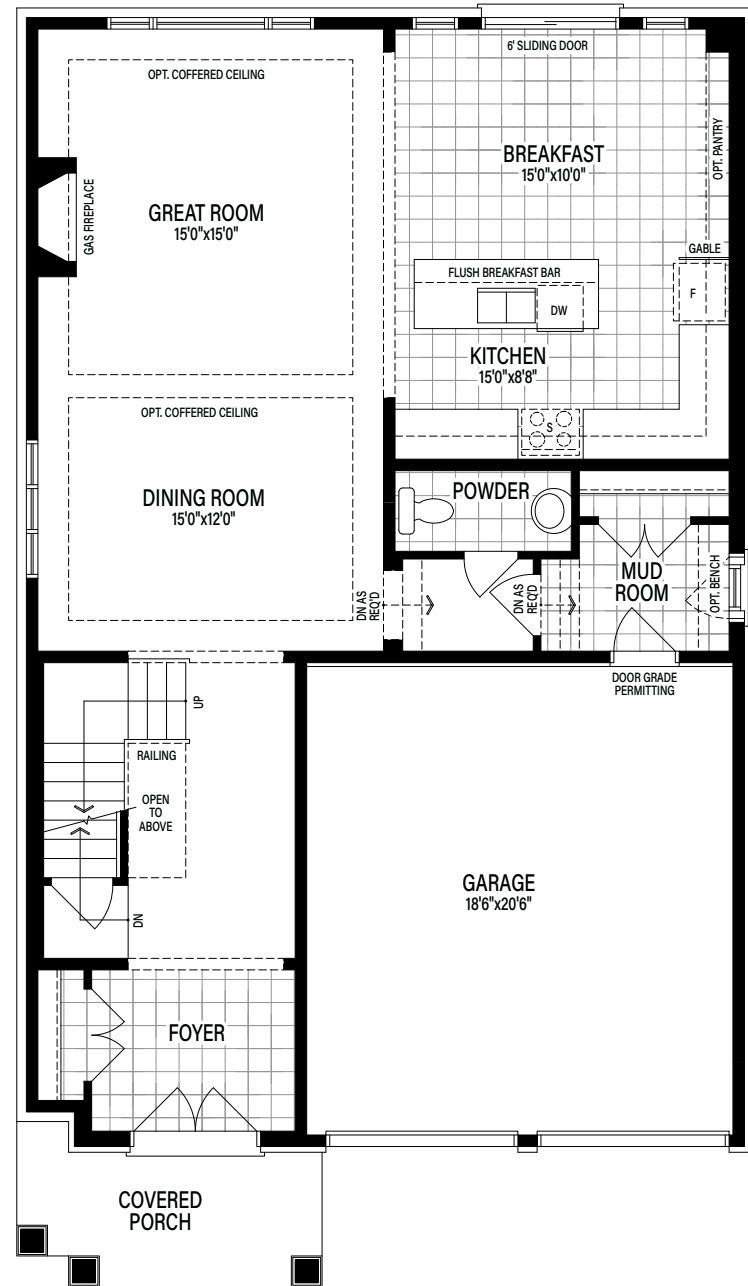 6' SLIDING DOOR
OPT. COFFERED CEILING
BREAKFAST
15'0"x10'0"
OPT. PANTRY
GREAT ROOM
15'0"x15'0"
GAS FIREPLACE
GABLE
FLUSH BREAKFAST BAR
F
DW
KITCHEN
15'0"x8'8"
OPT. COFFERED CEILING
S
DINING ROOM
15'0"x12'0"
POWDER
MUD
ROOM
OPT. BENCH
DN AS
REQ'D
DN AS
REQ'D
DOOR GRADE
PERMITTING
UP
RAILING
OPEN
TO
ABOVE
GARAGE
18'6"x20'6"
DN
FOYER
COVERED
PORCH